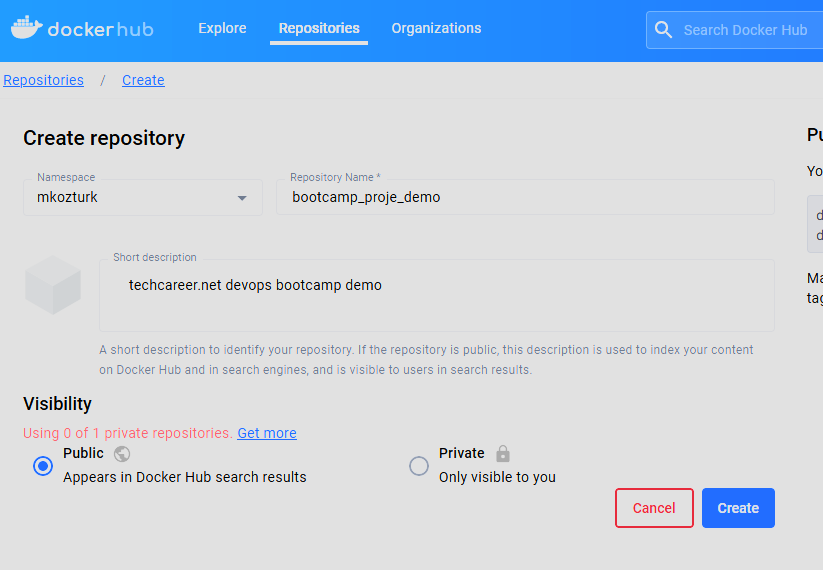 dockerhub
Explore
Repositories
Organizations
Search Docker Hub
Repositories / Create
Create repository
Namespace
mkozturk
Repository Name *
bootcamp_proje_demo
Short description
techcareer.net devops bootcamp demo
A short description to identify your repository. If the repository is public, this description is used to index your content
on Docker Hub and in search engines, and is visible to users in search results.
Visibility
Using 0 of 1 private repositories. Get more
Public
Appears in Docker Hub search results
Private
Only visible to you
Cancel
Create